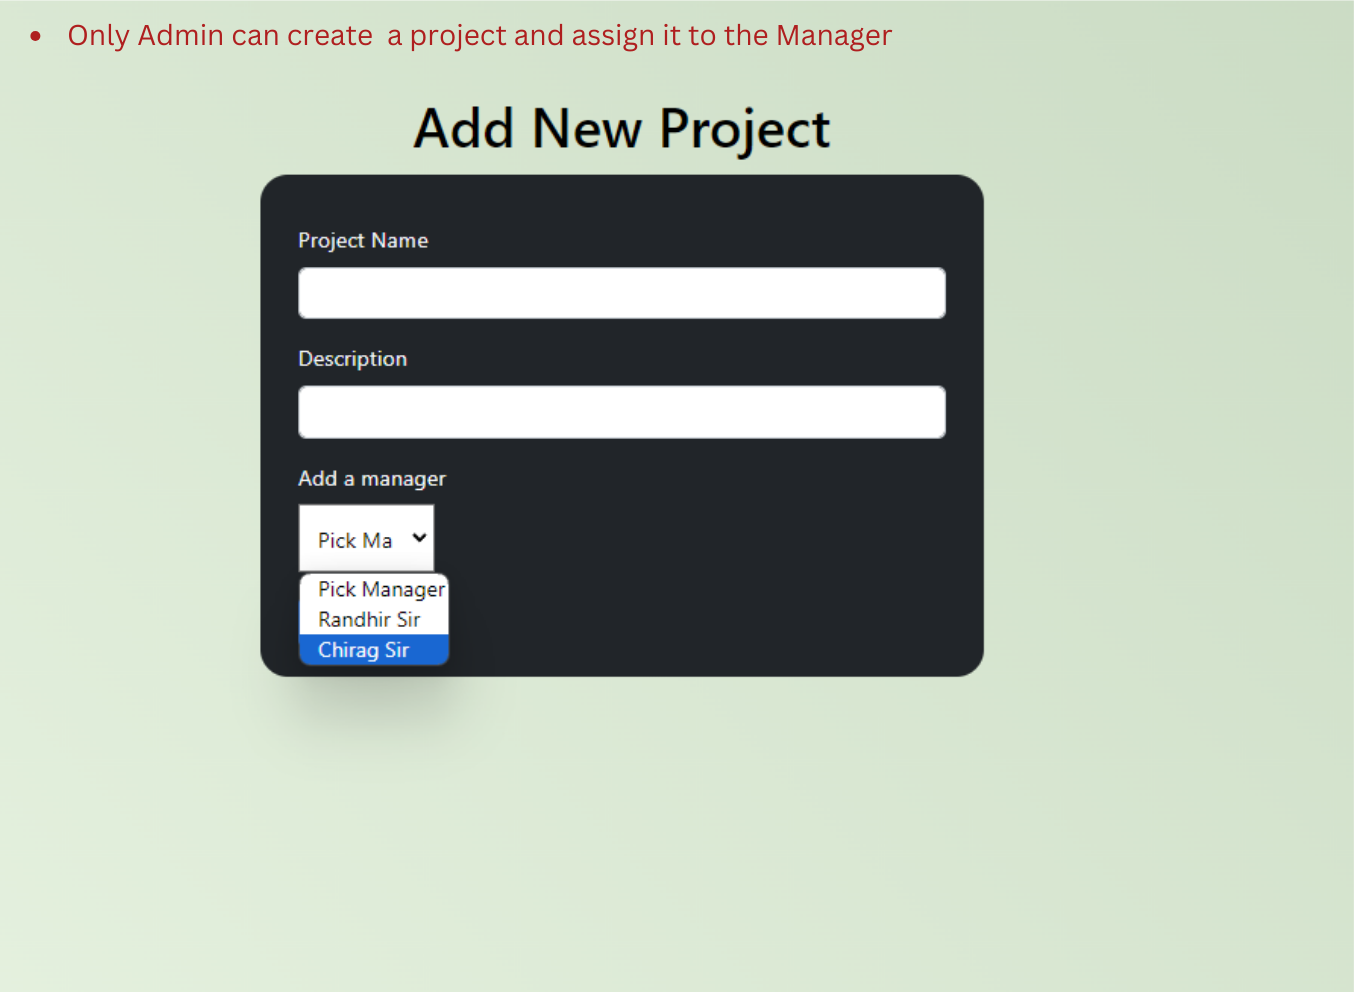 • Only Admin can create a project and assign it to the Manager
Add New Project
Project Name
Description
Add a manager
Pick Ma
Pick Manager
Randhir Sir
Chirag Sir